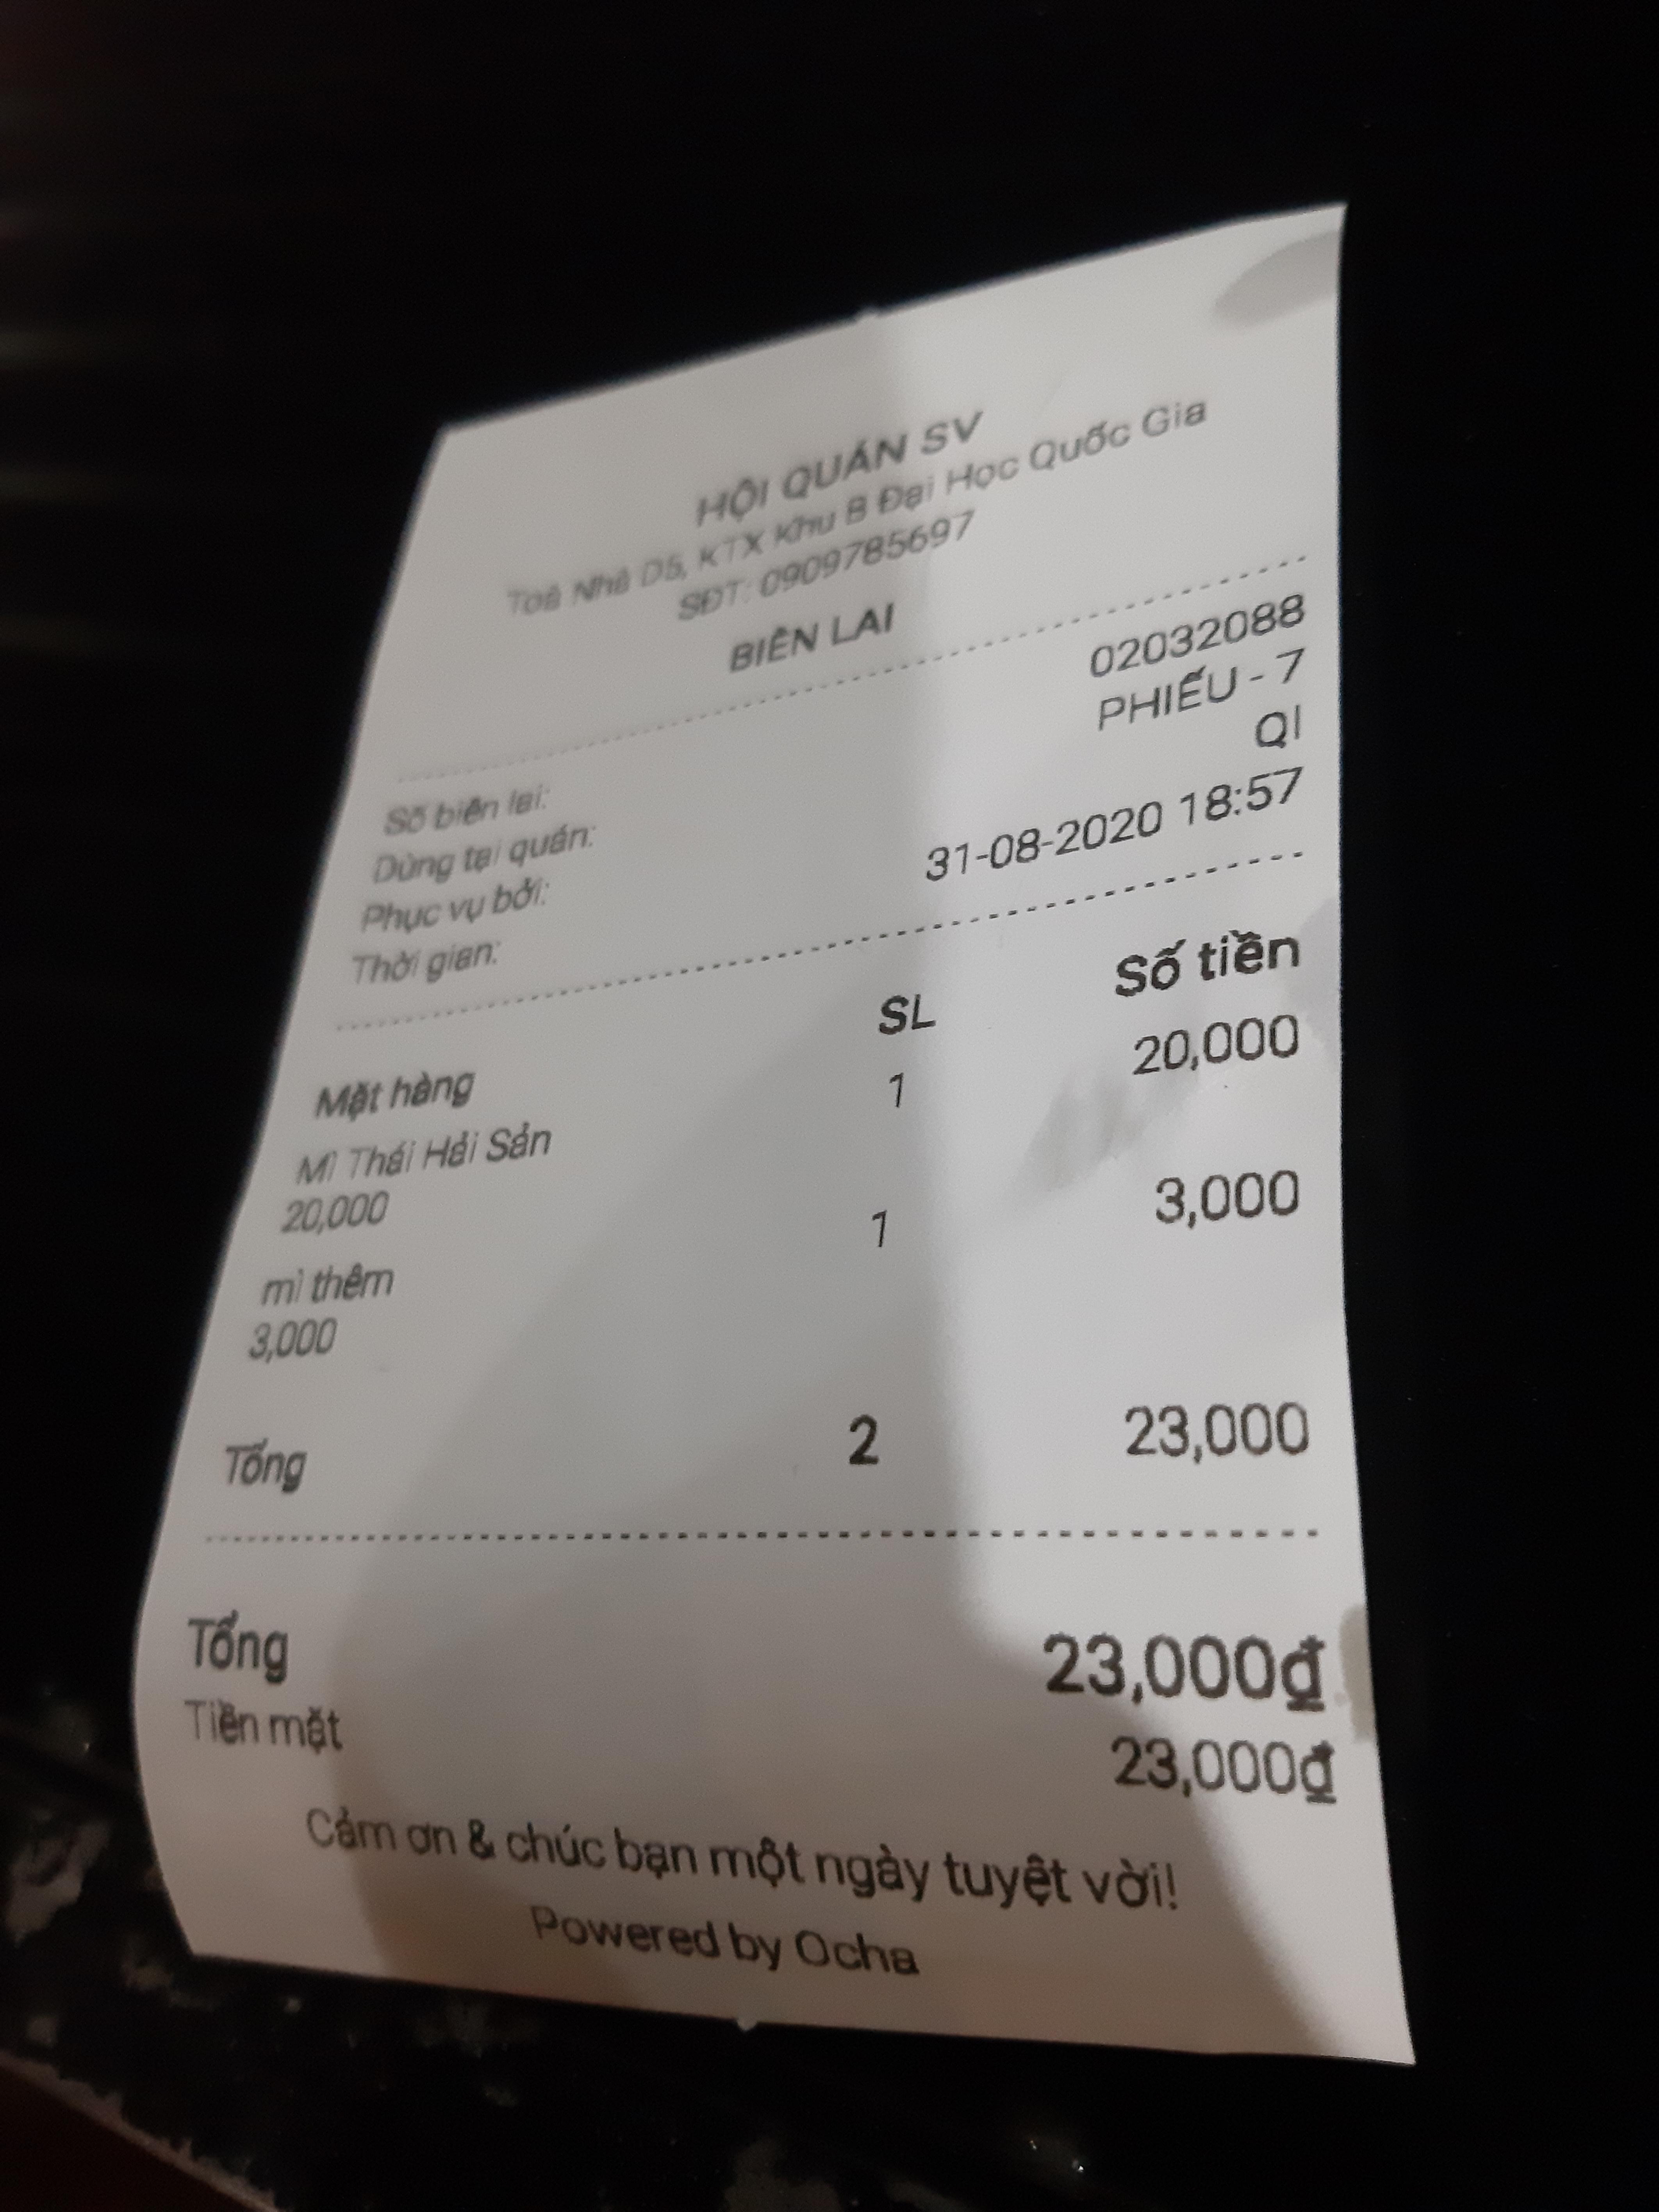 HỘI QUÁN SV
Toà Nhà D5, KTX Khu B Đại Học Quốc Gia
SĐT: 0909785697
BIÊN LAI
Số biên lai: 02032088
Dùng tại quán: PHIẾU - 7
Phục vụ bởi: QI
Thời gian: 31-08-2020 18:57
Mặt hàng SL Số tiền
Mì Thái Hải Sản 1 20,000
20,000
mì thêm 1 3,000
3,000
Tổng 2 23,000
Tổng 23,000₫
Tiền mặt 23,000₫
Cảm ơn & chúc bạn một ngày tuyệt vời!
Powered by Ocha